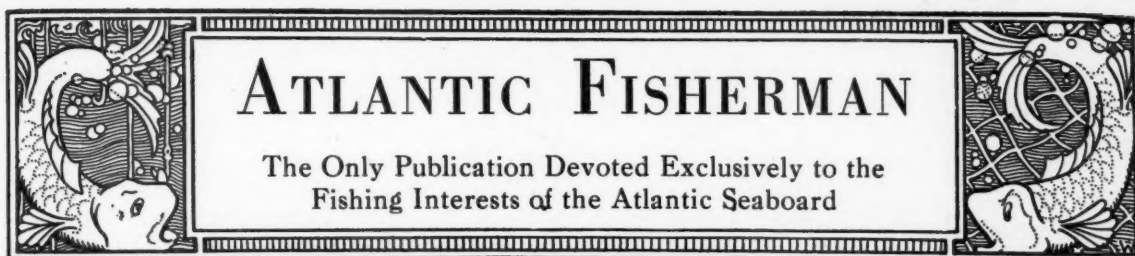 ATLANTIC FISHERMAN
The Only Publication Devoted Exclusively to the
Fishing Interests of the Atlantic Seaboard